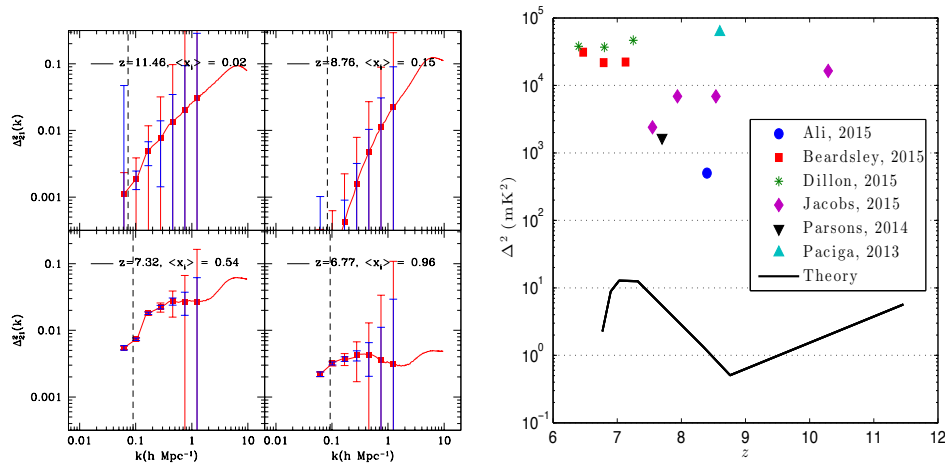 z=11.46, <x_i> = 0.02
z=8.76, <x_i> = 0.15
0.1
0.01
0.001
Δ²₂₁(k)
z=7.32, <x_i> = 0.54
z=6.77, <x_i> = 0.96
0.1
0.01
0.001
Δ²₂₁(k)
0.01 0.1 1 10
0.01 0.1 1 10
k(h Mpc⁻¹)
k(h Mpc⁻¹)
10⁵
10⁴
10³
10²
10¹
10⁰
10⁻¹
Δ² (mK²)
Ali, 2015
Beardsley, 2015
Dillon, 2015
Jacobs, 2015
Parsons, 2014
Paciga, 2013
Theory
6 7 8 9 10 11 12
z